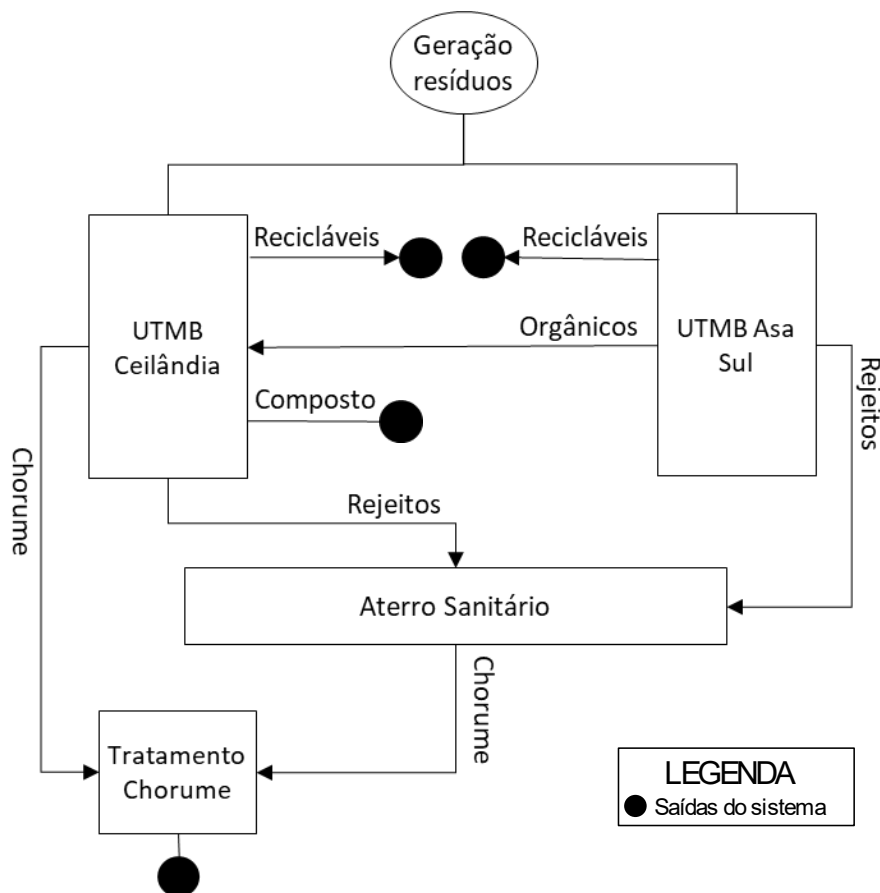 Geração
resíduos
Recicláveis
Recicláveis
Orgânicos
UTMB
Ceilândia
UTMB Asa
Sul
Composto
Rejeitos
Chorume
Rejeitos
Aterro Sanitário
Chorume
Tratamento
Chorume
LEGENDA
Saídas do sistema